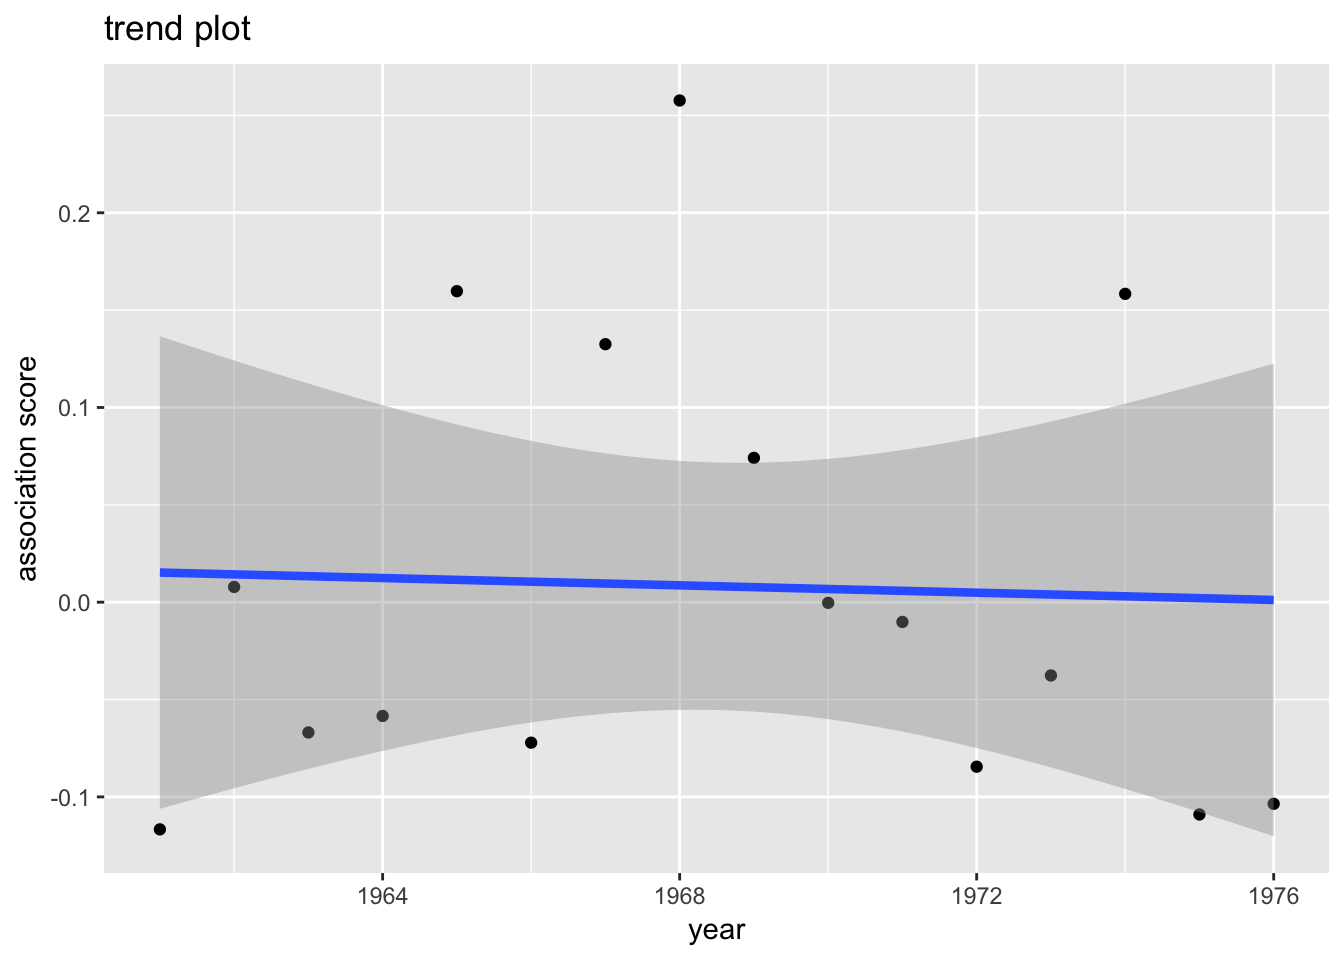 trend plot
association score
0.2
0.1
0.0
-0.1
1964 1968 1972 1976
year